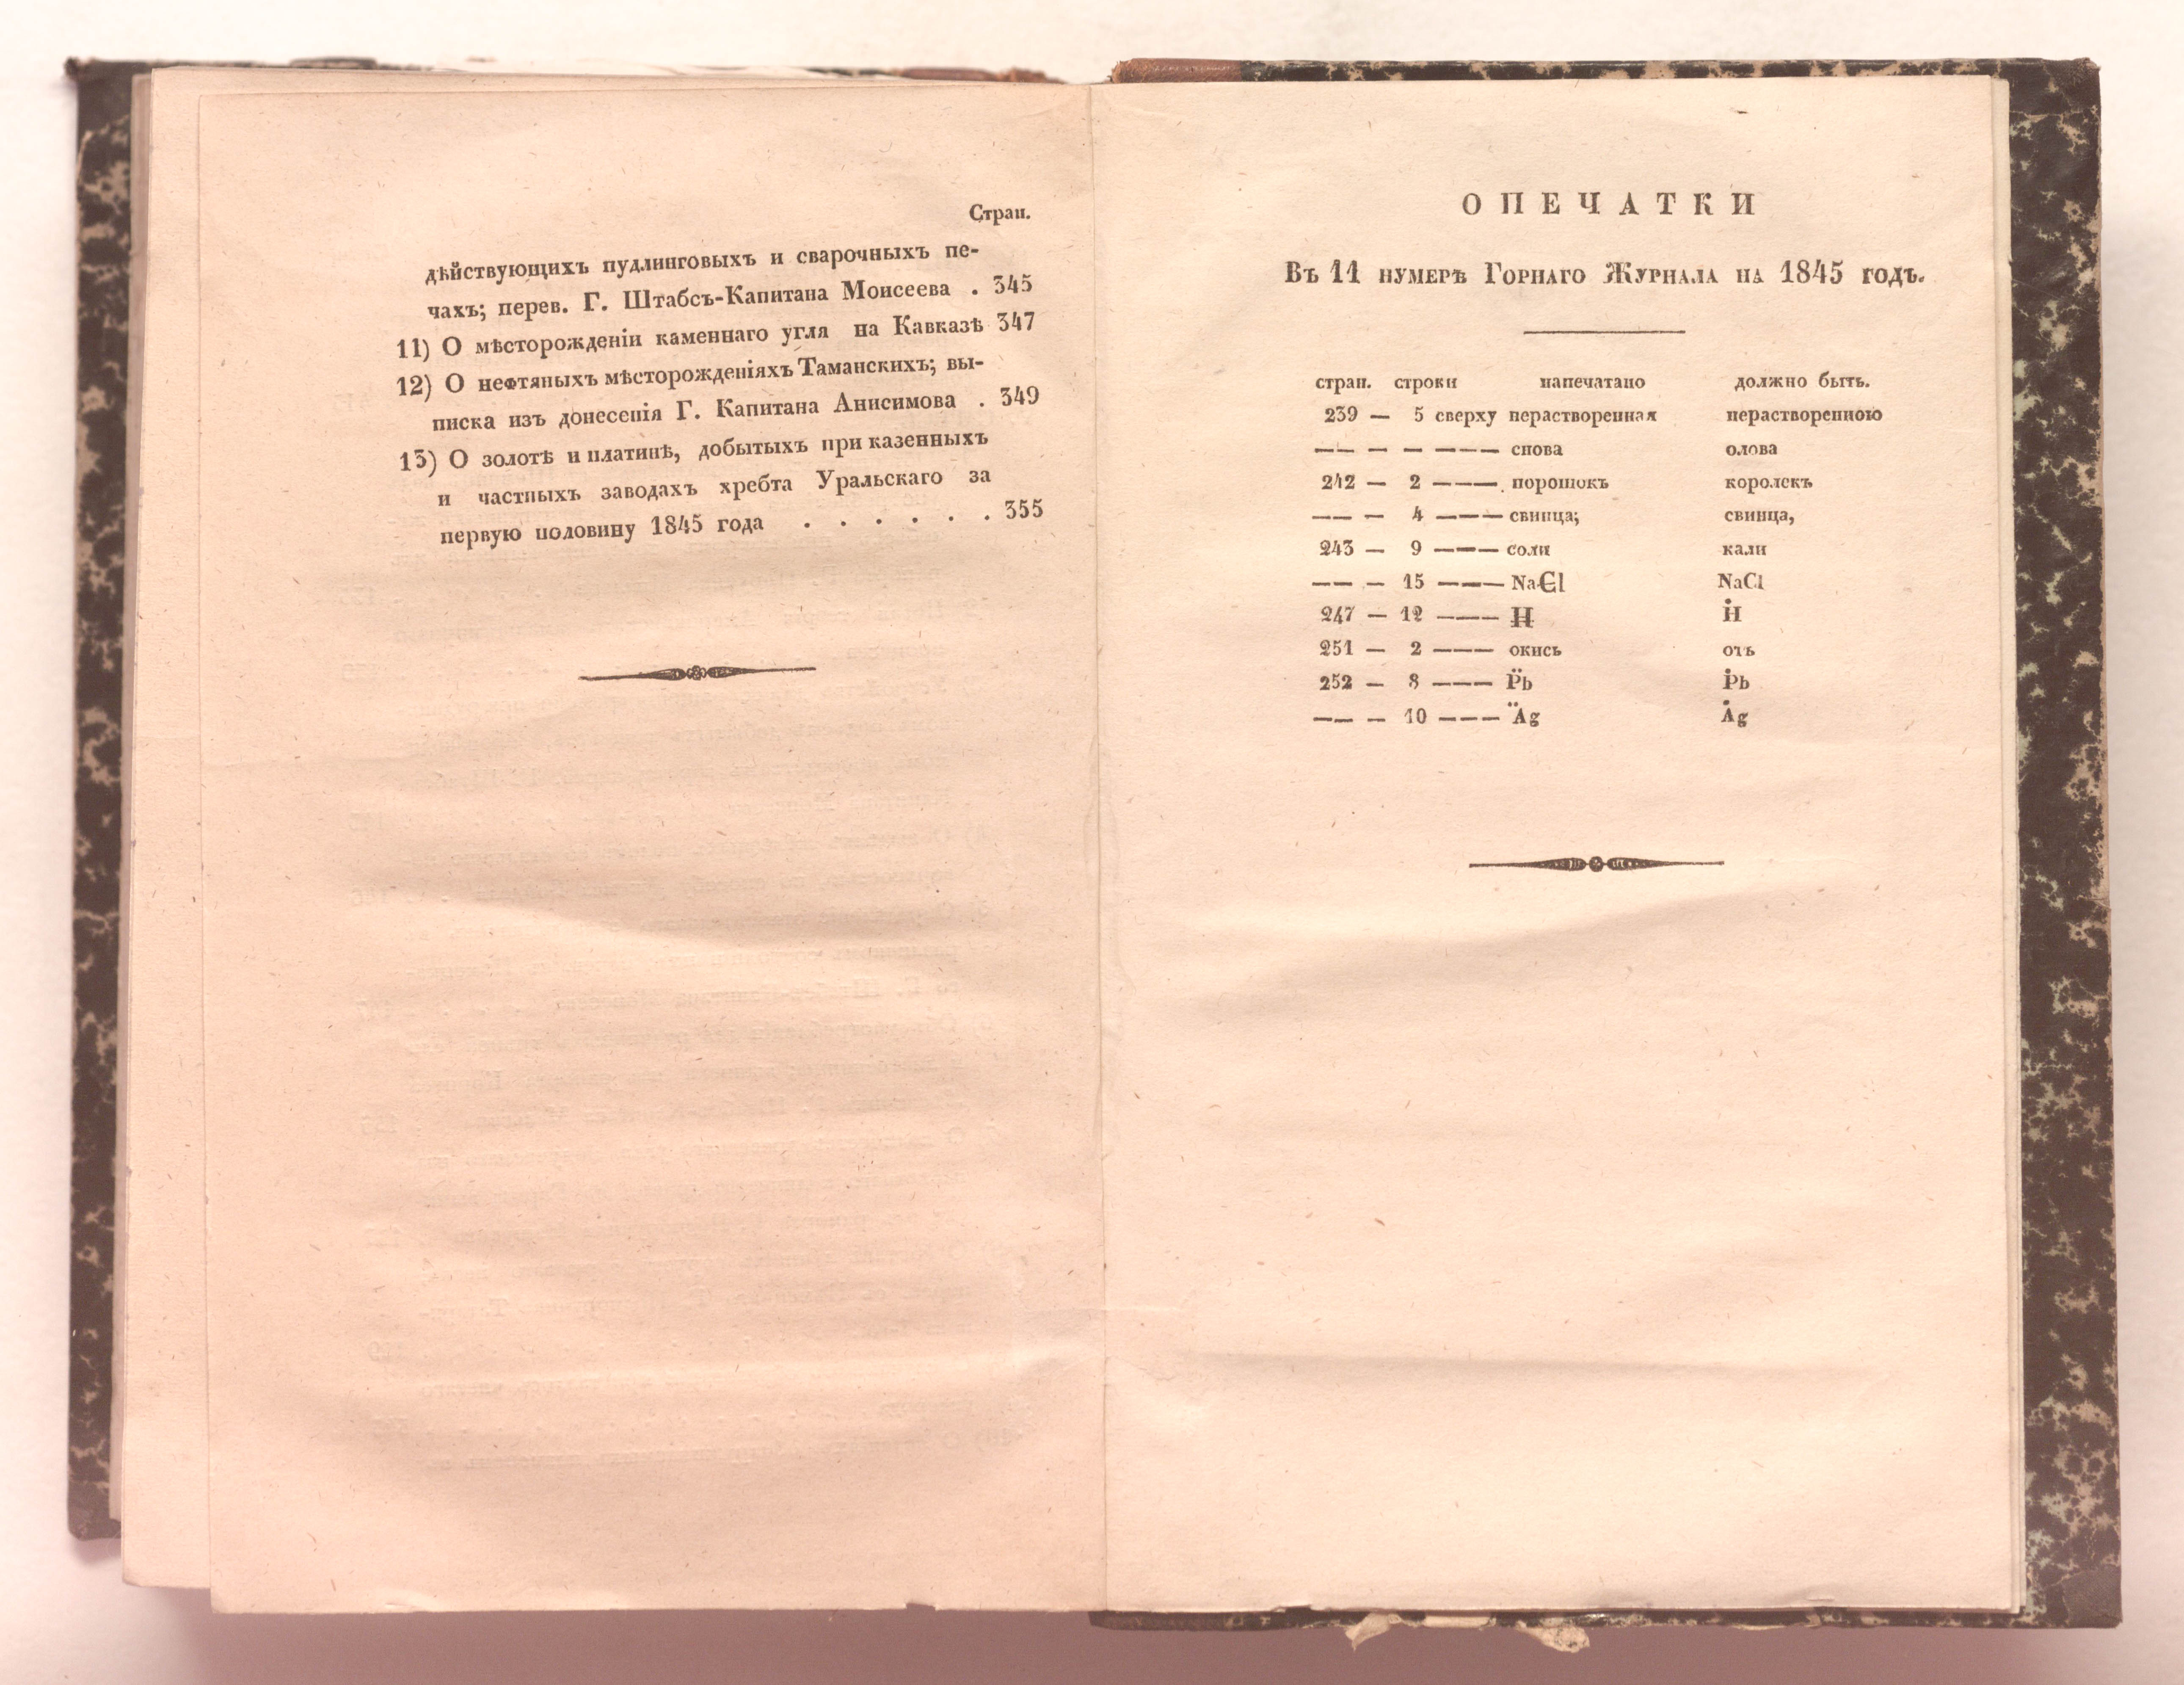 Стран.
дѣйствующихъ пудлинговыхъ и сварочныхъ пе-
чахъ; перев. Г. Штабсъ-Капитана Моисеева . 345
11) О мѣсторожденіи каменнаго угля на Кавказѣ 347
12) О нефтяныхъ мѣсторожденіяхъ Таманскихъ; вы-
писка изъ донесенія Г. Капитана Анисимова . 349
13) О золотѣ и платинѣ, добытыхъ при казенныхъ
и частныхъ заводахъ хребта Уральскаго за
первую половину 1845 года . . . . . . 355
ОПЕЧАТКИ
Въ 11 нумерѣ Горнаго Журнала на 1845 годъ.
стран. строки напечатано должно быть.
239 — 5 сверху нерастворенная нерастворенною
—— — — ——— снова олова
242 — 2 ———. порошокъ королекъ
—— — 4 ——— свинца; свинца,
243 — 9 ——— соли кали
—— — 15 ——— NaCl NaCl
247 — 12 ——— Ħ Ḣ
251 — 2 ——— окись отъ
252 — 8 ——— P̈b Ṗb
—— — 10 ——— Äg Ȧg